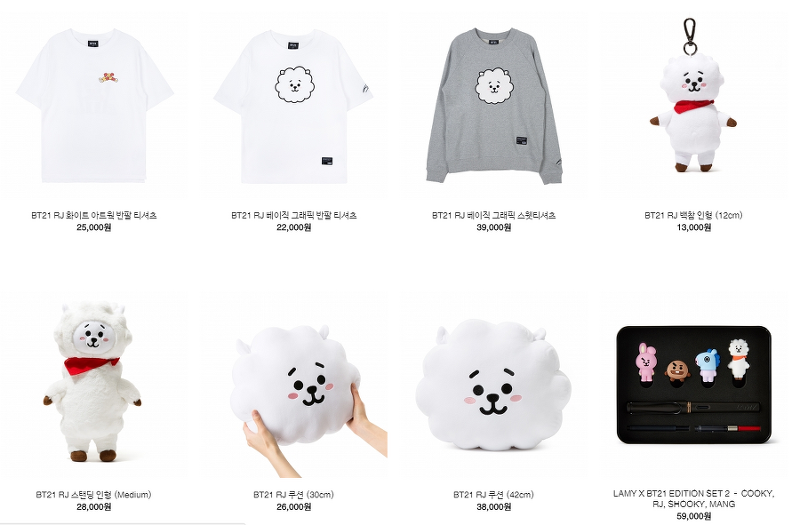 BT21 RJ 화이트 아트웍 반팔 티셔츠
25,000원
BT21 RJ 베이직 그래픽 반팔 티셔츠
22,000원
BT21 RJ 베이직 그래픽 스웻티셔츠
39,000원
BT21 RJ 백참 인형 (12cm)
13,000원
BT21 RJ 스탠딩 인형 (Medium)
28,000원
BT21 RJ 쿠션 (30cm)
26,000원
BT21 RJ 쿠션 (42cm)
38,000원
LAMY X BT21 EDITION SET 2 - COOKY,
RJ, SHOOKY, MANG
59,000원